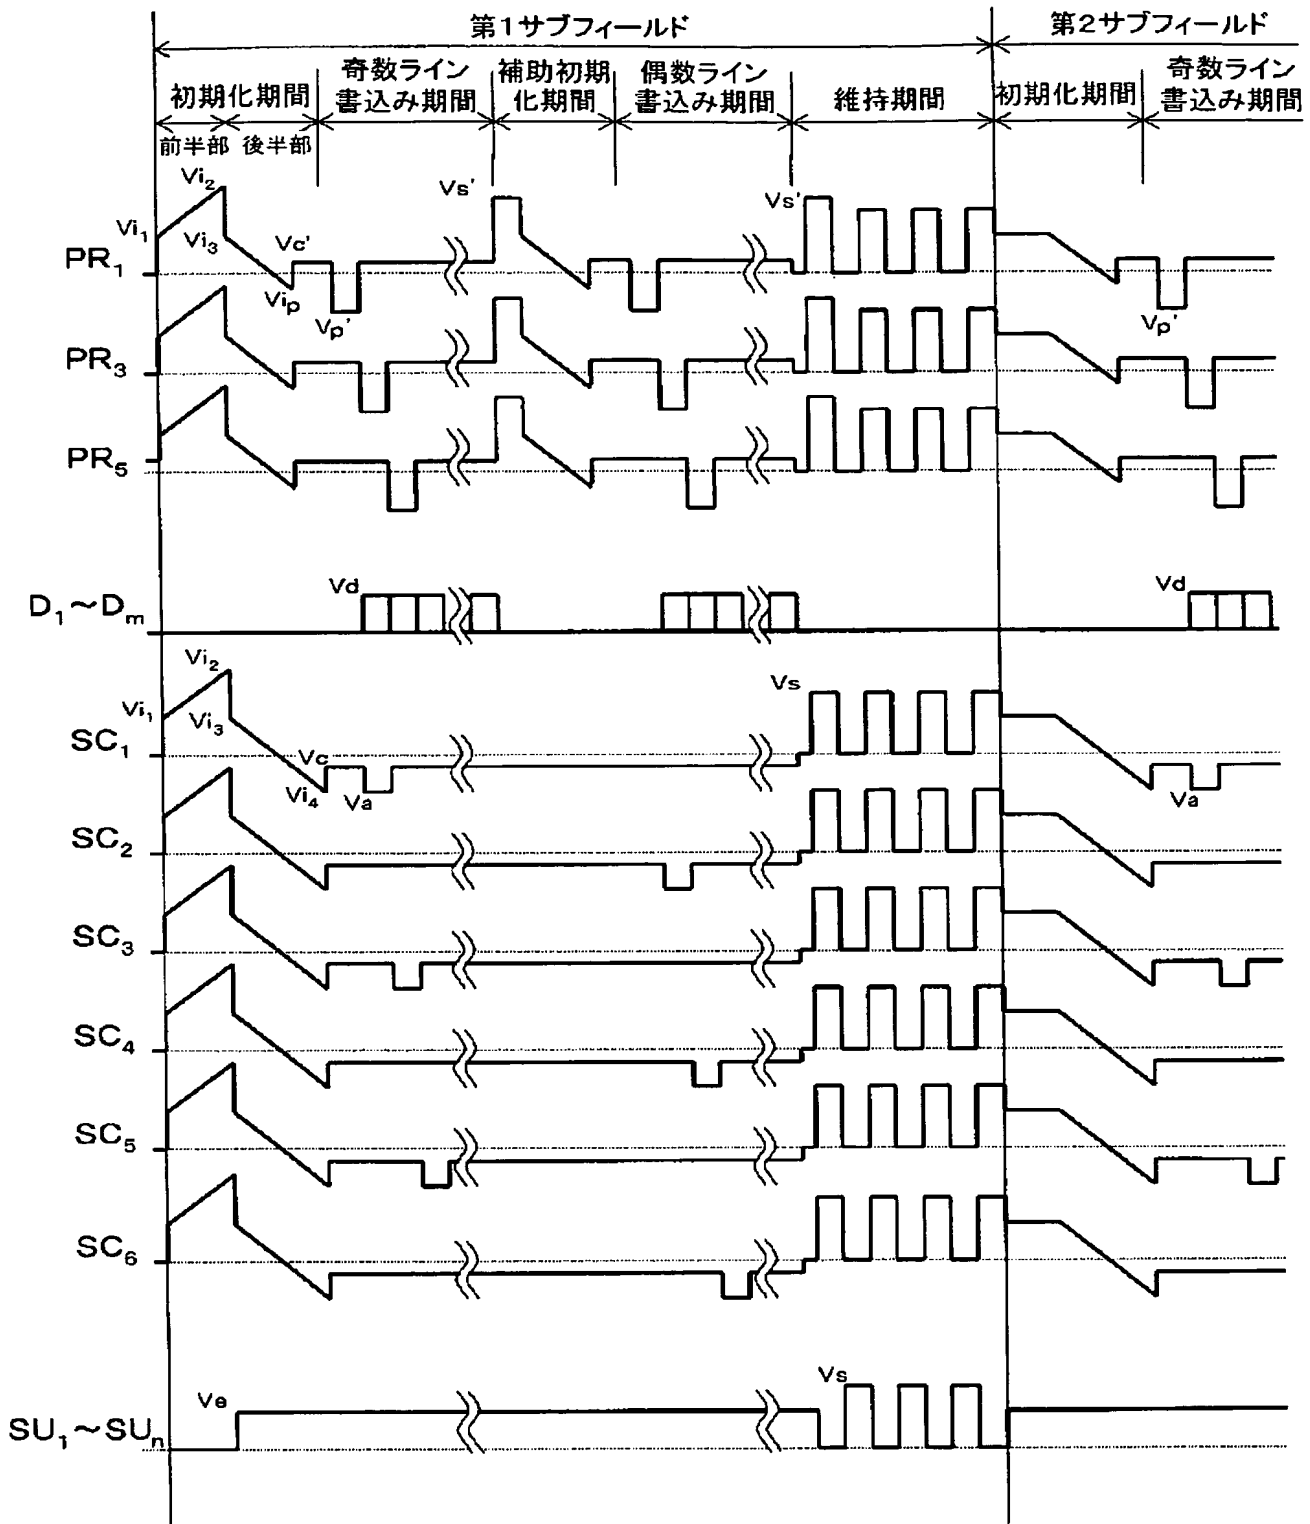 第1サブフィールド
第2サブフィールド
初期化期間
奇数ライン
書込み期間
補助初期
化期間
偶数ライン
書込み期間
維持期間
初期化期間
奇数ライン
書込み期間
前半部
後半部
Vi2
Vi1
Vi3
Vc'
Vip
Vp'
Vs'
Vs'
Vp'
PR1
PR3
PR5
Vd
Vd
D1～Dm
Vi2
Vi1
Vi3
Vc
Vi4
Va
Vs
Va
SC1
SC2
SC3
SC4
SC5
SC6
Ve
Vs
SU1～SUn